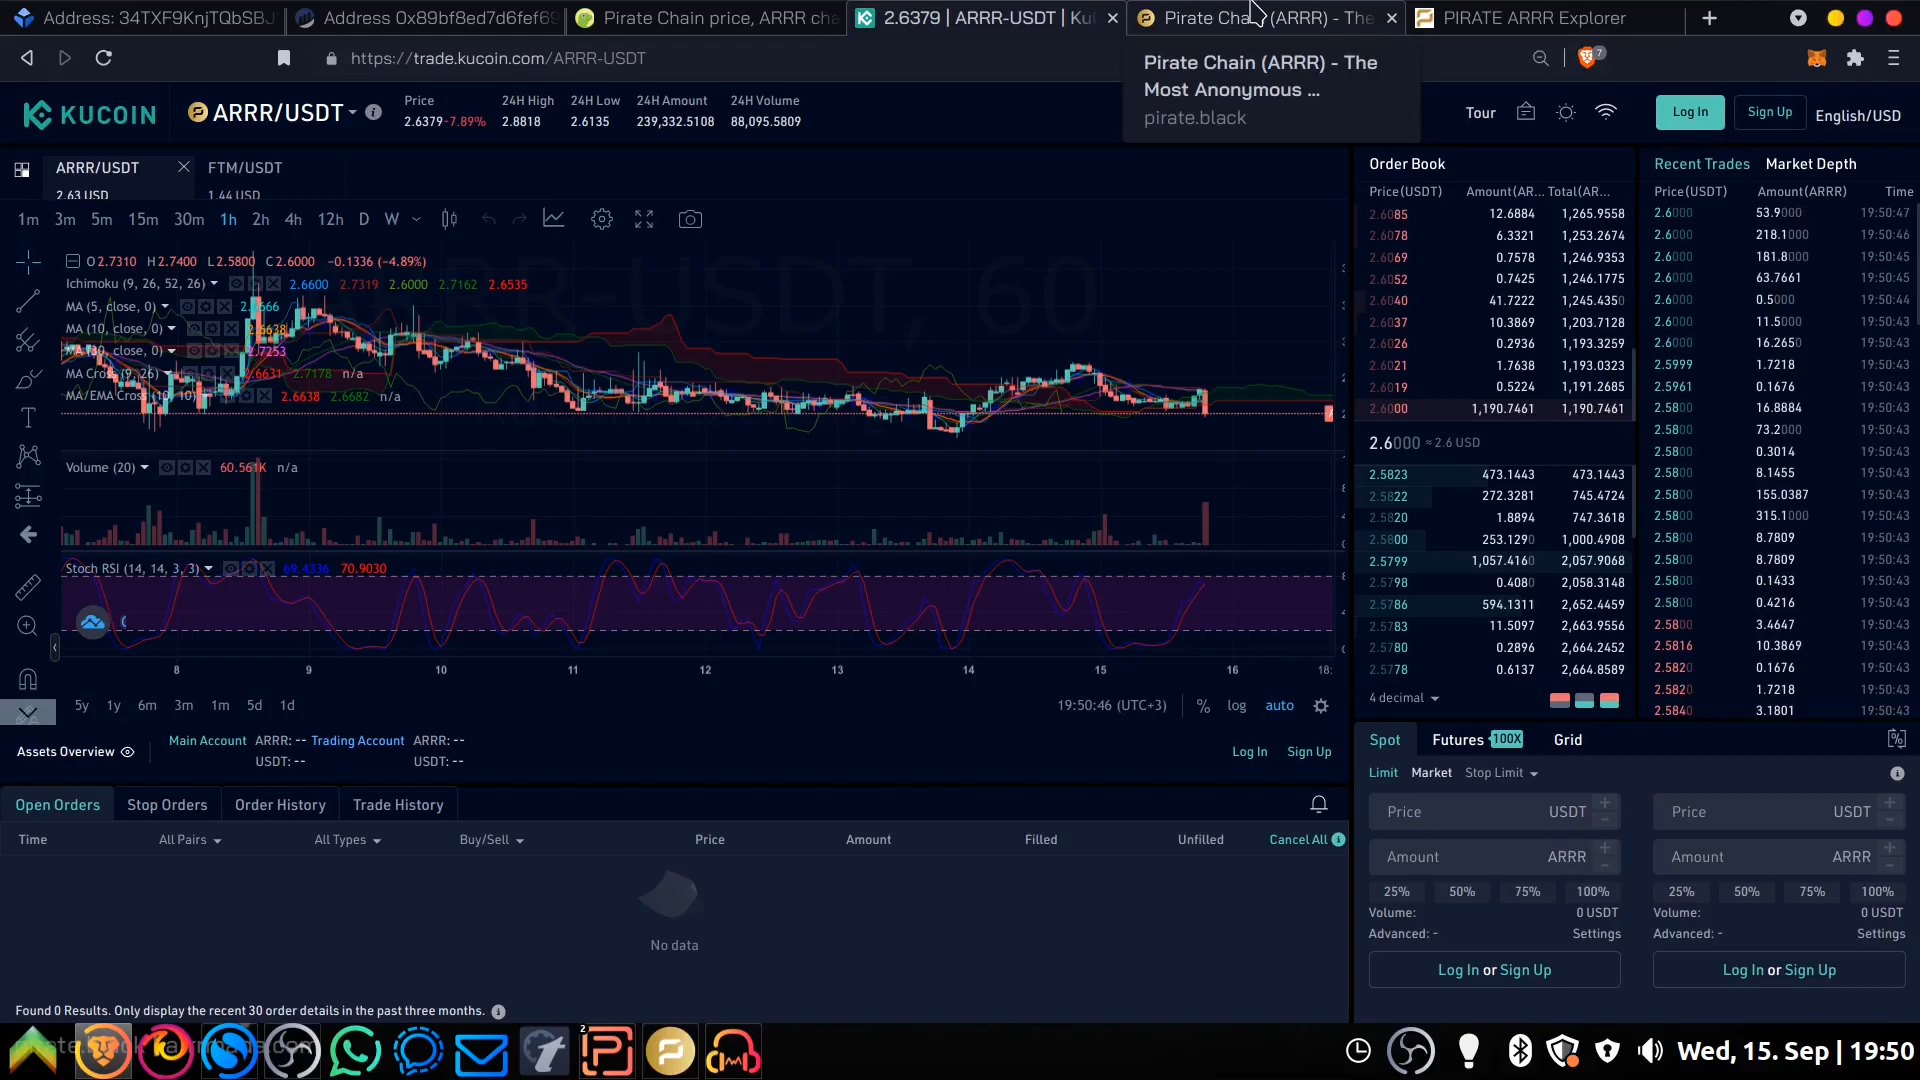 Address: 34TXF9KnjTQbSBJ
Address 0x89bf8ed7d6fef69
Pirate Chain price, ARRR cha
2.6379 | ARRR-USDT | KuC
Pirate Chain (ARRR) - The
PIRATE ARRR Explorer
https://trade.kucoin.com/ARRR-USDT
7
Pirate Chain (ARRR) - The
Most Anonymous ...
pirate.black
KUCOIN
ARRR/USDT
Price
2.6379 -7.89%
24H High
2.8818
24H Low
2.6135
24H Amount
239,332.5108
24H Volume
88,095.5809
Tour
Log In
Sign Up
English/USD
ARRR/USDT
2.63 USD
FTM/USDT
1.44 USD
1m 3m 5m 15m 30m 1h 2h 4h 12h D W
O 2.7310 H 2.7400 L 2.5800 C 2.6000 −0.1336 (−4.89%)
Ichimoku (9, 26, 52, 26) 2.6600 2.7319 2.6000 2.7162 2.6535
MA (5, close, 0)
MA (10, close, 0) 2.6638
MA (30, close, 0) 2.7253
MA Cross (9, 26) 2.6631 2.7178 n/a
MA/EMA Cross (10, 10) 2.6638 2.6682 n/a
Volume (20) 60.561K n/a
Stoch RSI (14, 14, 3, 3) 69.4336 70.9030
8 9 10 11 12 13 14 15 16 18:
5y 1y 6m 3m 1m 5d 1d
19:50:46 (UTC+3) % log auto
Assets Overview
Main Account ARRR: -- Trading Account ARRR: --
USDT: -- USDT: --
Log In Sign Up
Open Orders Stop Orders Order History Trade History
Time All Pairs All Types Buy/Sell Price Amount Filled Unfilled Cancel All
No data
Found 0 Results. Only display the recent 30 order details in the past three months.
Order Book
Price(USDT) Amount(AR... Total(AR...
2.6085 12.6884 1,265.9558
2.6078 6.3321 1,253.2674
2.6069 0.7578 1,246.9353
2.6052 0.7425 1,246.1775
2.6040 41.7222 1,245.4350
2.6037 10.3869 1,203.7128
2.6026 0.2936 1,193.3259
2.6021 1.7638 1,193.0323
2.6019 0.5224 1,191.2685
2.6000 1,190.7461 1,190.7461
2.6000 ≈ 2.6 USD
2.5823 473.1443 473.1443
2.5822 272.3281 745.4724
2.5820 1.8894 747.3618
2.5800 253.1290 1,000.4908
2.5799 1,057.4160 2,057.9068
2.5798 0.4080 2,058.3148
2.5786 594.1311 2,652.4459
2.5783 11.5097 2,663.9556
2.5780 0.2896 2,664.2452
2.5778 0.6137 2,664.8589
4 decimal
Recent Trades Market Depth
Price(USDT) Amount(ARRR) Time
2.6000 53.9000 19:50:47
2.6000 218.1000 19:50:46
2.6000 181.8000 19:50:45
2.6000 63.7661 19:50:45
2.6000 0.5000 19:50:44
2.6000 11.5000 19:50:43
2.6000 16.2650 19:50:43
2.5999 1.7218 19:50:43
2.5961 0.1676 19:50:43
2.5800 16.8884 19:50:43
2.5800 73.2000 19:50:43
2.5800 0.3014 19:50:43
2.5800 8.1455 19:50:43
2.5800 155.0387 19:50:43
2.5800 315.1000 19:50:43
2.5800 8.7809 19:50:43
2.5800 8.7809 19:50:43
2.5800 0.1433 19:50:43
2.5800 0.4216 19:50:43
2.5800 3.4647 19:50:43
2.5816 10.3869 19:50:43
2.5820 0.1676 19:50:43
2.5820 1.7218 19:50:43
2.5840 3.1801 19:50:43
Spot Futures 100X Grid
Limit Market Stop Limit
Price USDT Price USDT
Amount ARRR Amount ARRR
25% 50% 75% 100% 25% 50% 75% 100%
Volume: 0 USDT Volume: 0 USDT
Advanced: - Settings Advanced: - Settings
Log In or Sign Up Log In or Sign Up
2
Wed, 15. Sep | 19:50